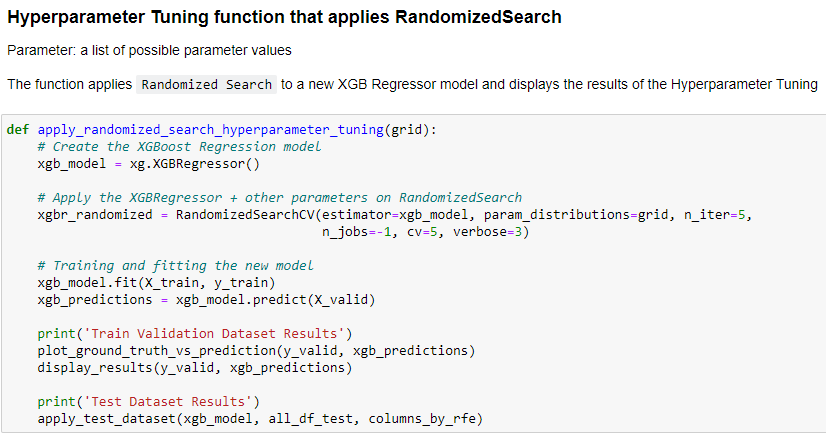 Hyperparameter Tuning function that applies RandomizedSearch
Parameter: a list of possible parameter values
The function applies Randomized Search to a new XGB Regressor model and displays the results of the Hyperparameter Tuning
def apply_randomized_search_hyperparameter_tuning(grid):
    # Create the XGBoost Regression model
    xgb_model = xg.XGBRegressor()
    # Apply the XGBRegressor + other parameters on RandomizedSearch
    xgbr_randomized = RandomizedSearchCV(estimator=xgb_model, param_distributions=grid, n_iter=5,
                                         n_jobs=-1, cv=5, verbose=3)
    # Training and fitting the new model
    xgb_model.fit(X_train, y_train)
    xgb_predictions = xgb_model.predict(X_valid)
    print('Train Validation Dataset Results')
    plot_ground_truth_vs_prediction(y_valid, xgb_predictions)
    display_results(y_valid, xgb_predictions)
    print('Test Dataset Results')
    apply_test_dataset(xgb_model, all_df_test, columns_by_rfe)